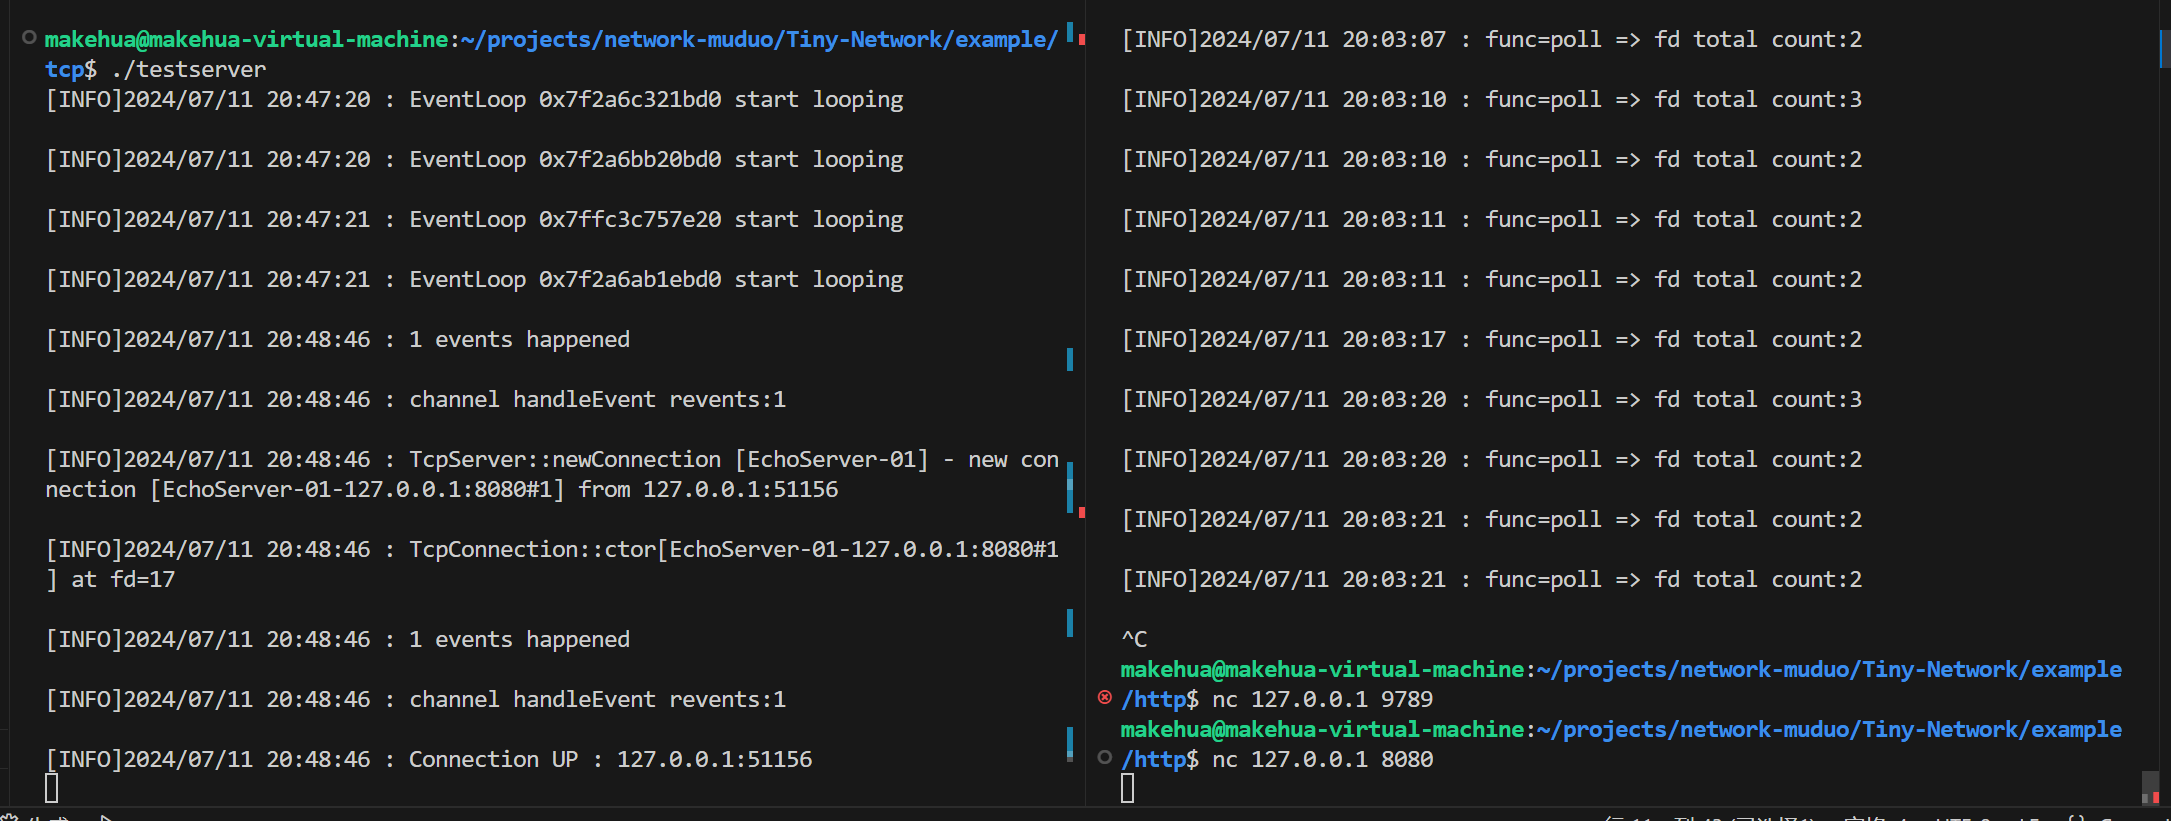 makehua@makehua-virtual-machine:~/projects/network-muduo/Tiny-Network/example/
tcp$ ./testserver
[INFO]2024/07/11 20:47:20 : EventLoop 0x7f2a6c321bd0 start looping
[INFO]2024/07/11 20:47:20 : EventLoop 0x7f2a6bb20bd0 start looping
[INFO]2024/07/11 20:47:21 : EventLoop 0x7ffc3c757e20 start looping
[INFO]2024/07/11 20:47:21 : EventLoop 0x7f2a6ab1ebd0 start looping
[INFO]2024/07/11 20:48:46 : 1 events happened
[INFO]2024/07/11 20:48:46 : channel handleEvent revents:1
[INFO]2024/07/11 20:48:46 : TcpServer::newConnection [EchoServer-01] - new con
nection [EchoServer-01-127.0.0.1:8080#1] from 127.0.0.1:51156
[INFO]2024/07/11 20:48:46 : TcpConnection::ctor[EchoServer-01-127.0.0.1:8080#1
] at fd=17
[INFO]2024/07/11 20:48:46 : 1 events happened
[INFO]2024/07/11 20:48:46 : channel handleEvent revents:1
[INFO]2024/07/11 20:48:46 : Connection UP : 127.0.0.1:51156
[INFO]2024/07/11 20:03:07 : func=poll => fd total count:2
[INFO]2024/07/11 20:03:10 : func=poll => fd total count:3
[INFO]2024/07/11 20:03:10 : func=poll => fd total count:2
[INFO]2024/07/11 20:03:11 : func=poll => fd total count:2
[INFO]2024/07/11 20:03:11 : func=poll => fd total count:2
[INFO]2024/07/11 20:03:17 : func=poll => fd total count:2
[INFO]2024/07/11 20:03:20 : func=poll => fd total count:3
[INFO]2024/07/11 20:03:20 : func=poll => fd total count:2
[INFO]2024/07/11 20:03:21 : func=poll => fd total count:2
[INFO]2024/07/11 20:03:21 : func=poll => fd total count:2
^C
makehua@makehua-virtual-machine:~/projects/network-muduo/Tiny-Network/example
/http$ nc 127.0.0.1 9789
makehua@makehua-virtual-machine:~/projects/network-muduo/Tiny-Network/example
/http$ nc 127.0.0.1 8080